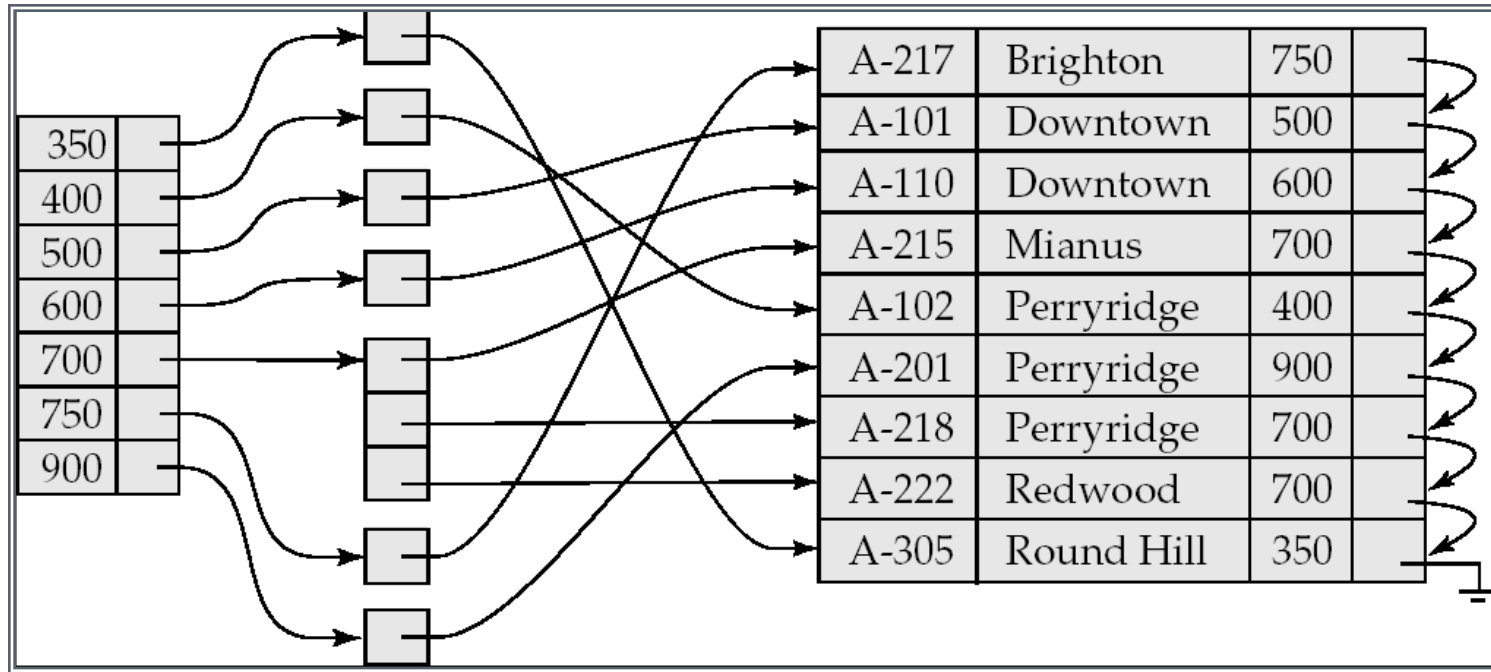 350
400
500
600
700
750
900
A-217 Brighton 750
A-101 Downtown 500
A-110 Downtown 600
A-215 Mianus 700
A-102 Perryridge 400
A-201 Perryridge 900
A-218 Perryridge 700
A-222 Redwood 700
A-305 Round Hill 350